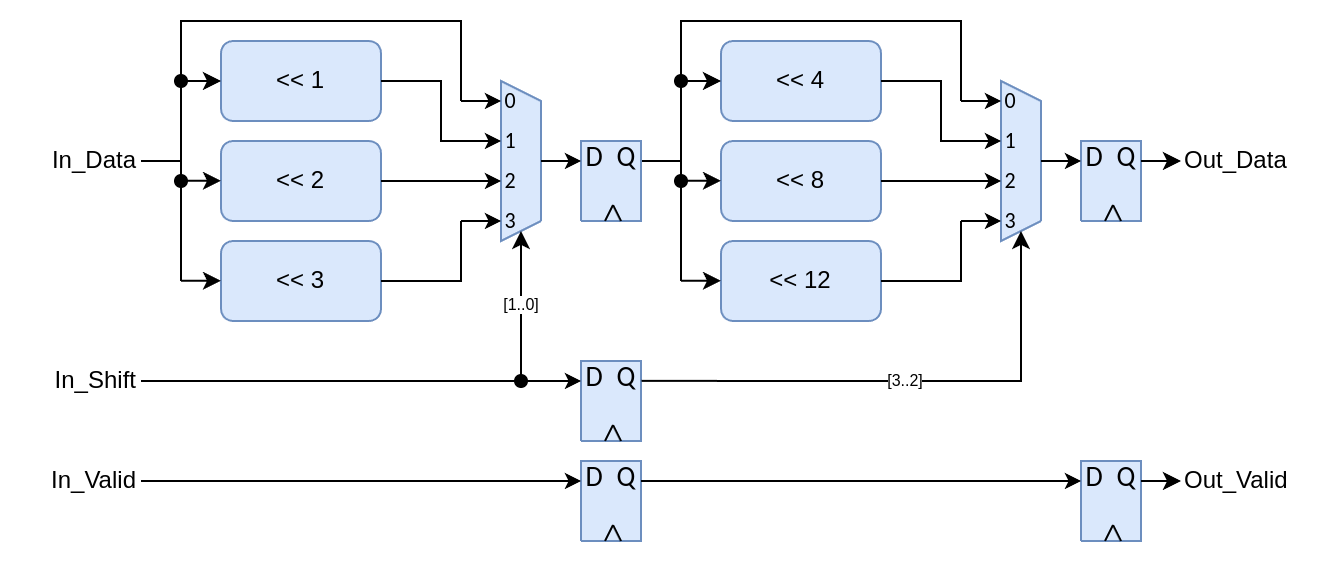 << 1
<< 4
0
0
1
1
In_Data
D Q
D Q
Out_Data
<< 2
2
<< 8
2
3
3
<< 3
<< 12
[1..0]
In_Shift
D Q
[3..2]
In_Valid
D Q
D Q
Out_Valid